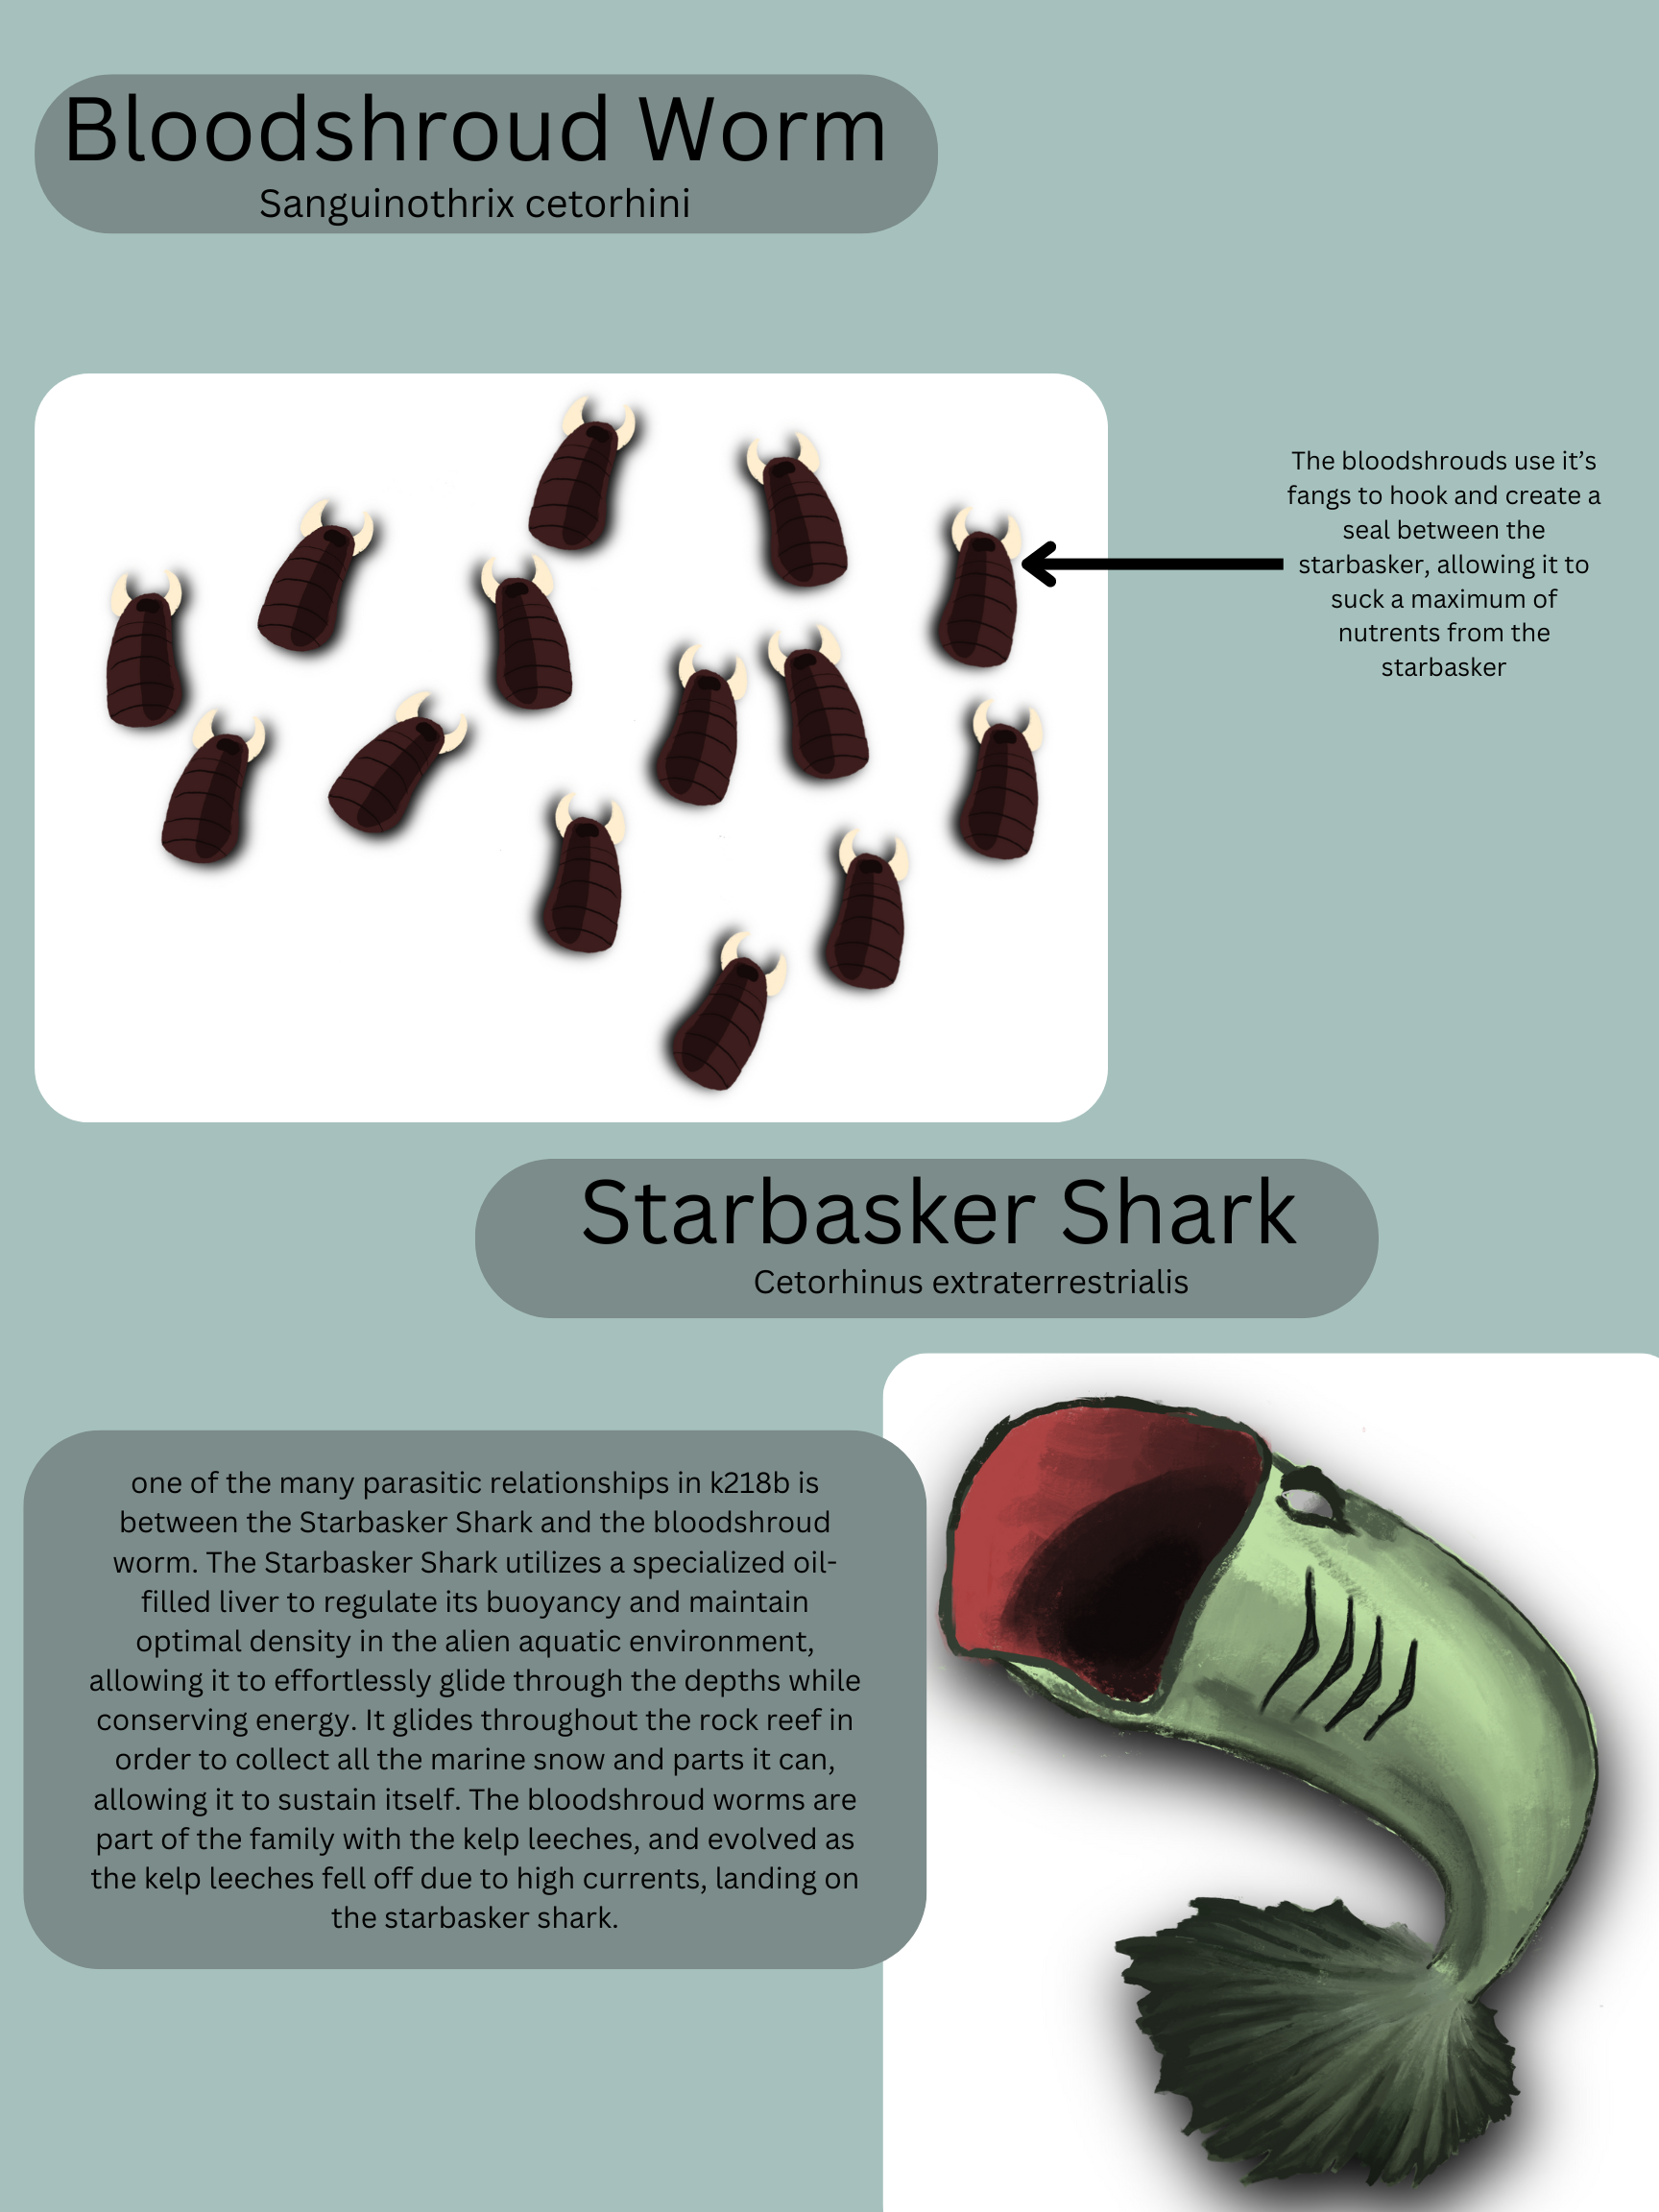 Bloodshroud Worm
Sanguinothrix cetorhini
The bloodshrouds use it’s
fangs to hook and create a
seal between the
starbasker, allowing it to
suck a maximum of
nutrents from the
starbasker
Starbasker Shark
Cetorhinus extraterrestrialis
one of the many parasitic relationships in k218b is
between the Starbasker Shark and the bloodshroud
worm. The Starbasker Shark utilizes a specialized oil-
filled liver to regulate its buoyancy and maintain
optimal density in the alien aquatic environment,
allowing it to effortlessly glide through the depths while
conserving energy. It glides throughout the rock reef in
order to collect all the marine snow and parts it can,
allowing it to sustain itself. The bloodshroud worms are
part of the family with the kelp leeches, and evolved as
the kelp leeches fell off due to high currents, landing on
the starbasker shark.